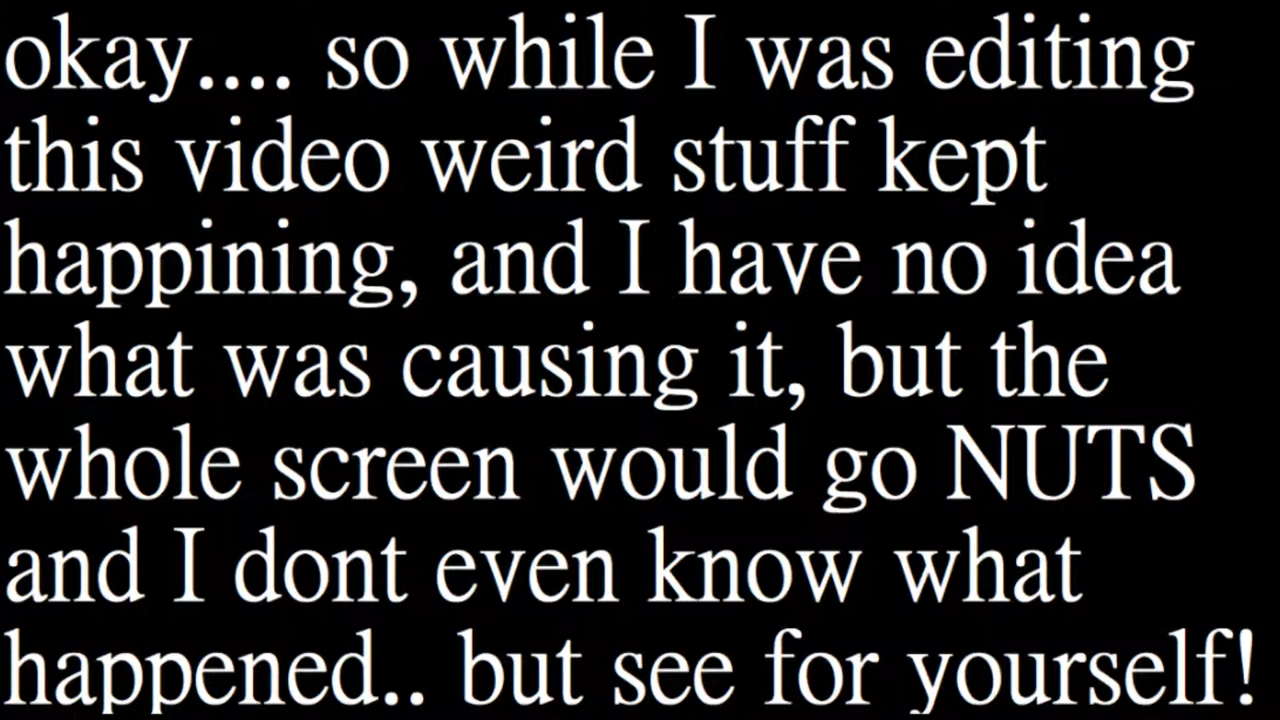 okay.... so while I was editing
this video weird stuff kept
happining, and I have no idea
what was causing it, but the
whole screen would go NUTS
and I dont even know what
happened.. but see for yourself!